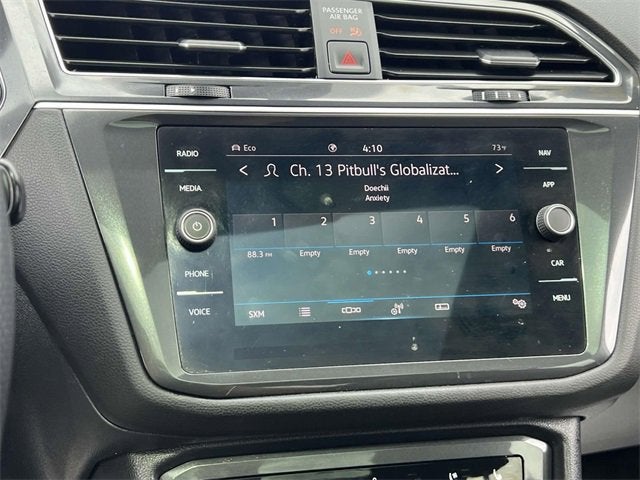 PASSENGER
AIR BAG
OFF
RADIO
MEDIA
PHONE
VOICE
Eco
4:10
73°F
< Ch. 13 Pitbull's Globalizat... >
Doechii
Anxiety
1 2 3 4 5 6
88.3 FM Empty Empty Empty Empty Empty
SXM
NAV
APP
CAR
MENU